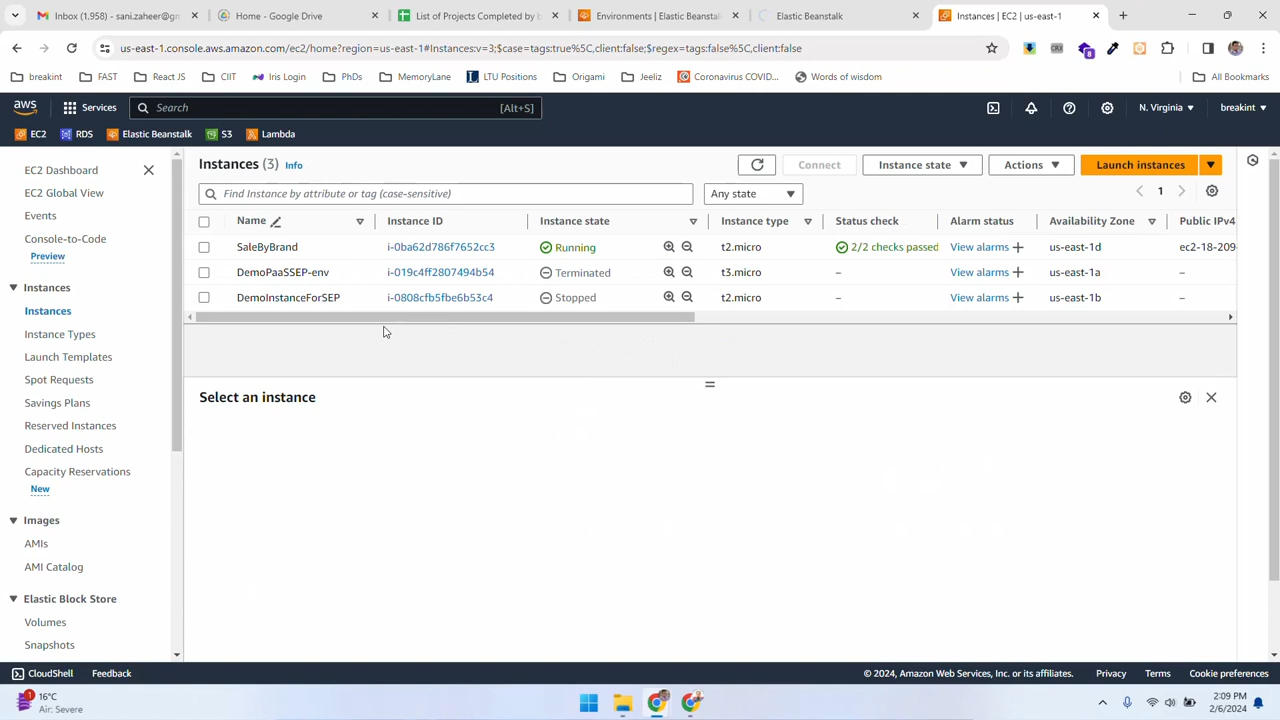 Inbox (1,958) - sani.zaheer@gm
Home - Google Drive
List of Projects Completed by b
Environments | Elastic Beanstal
Elastic Beanstalk
Instances | EC2 | us-east-1
us-east-1.console.aws.amazon.com/ec2/home?region=us-east-1#Instances:v=3;$case=tags:true%5C,client:false;$regex=tags:false%5C,client:false
CRX
8
breakint
FAST
React JS
CIIT
Iris Login
PhDs
MemoryLane
LTU Positions
Origami
Jeeliz
Coronavirus COVID...
Words of wisdom
All Bookmarks
aws
Services
Search
[Alt+S]
N. Virginia
breakint
EC2
RDS
Elastic Beanstalk
S3
Lambda
EC2 Dashboard
EC2 Global View
Events
Console-to-Code
Preview
Instances
Instances
Instance Types
Launch Templates
Spot Requests
Savings Plans
Reserved Instances
Dedicated Hosts
Capacity Reservations
New
Images
AMIs
AMI Catalog
Elastic Block Store
Volumes
Snapshots
Instances (3) Info
Connect
Instance state
Actions
Launch instances
Find Instance by attribute or tag (case-sensitive)
Any state
1
Name Instance ID Instance state Instance type Status check Alarm status Availability Zone Public IPv4
SaleByBrand i-0ba62d786f7652cc3 Running t2.micro 2/2 checks passed View alarms + us-east-1d ec2-18-209-
DemoPaaSSEP-env i-019c4ff2807494b54 Terminated t3.micro – View alarms + us-east-1a –
DemoInstanceForSEP i-0808cfb5fbe6b53c4 Stopped t2.micro – View alarms + us-east-1b –
Select an instance
CloudShell
Feedback
© 2024, Amazon Web Services, Inc. or its affiliates.
Privacy
Terms
Cookie preferences
1
16°C
Air: Severe
2:09 PM
2/6/2024